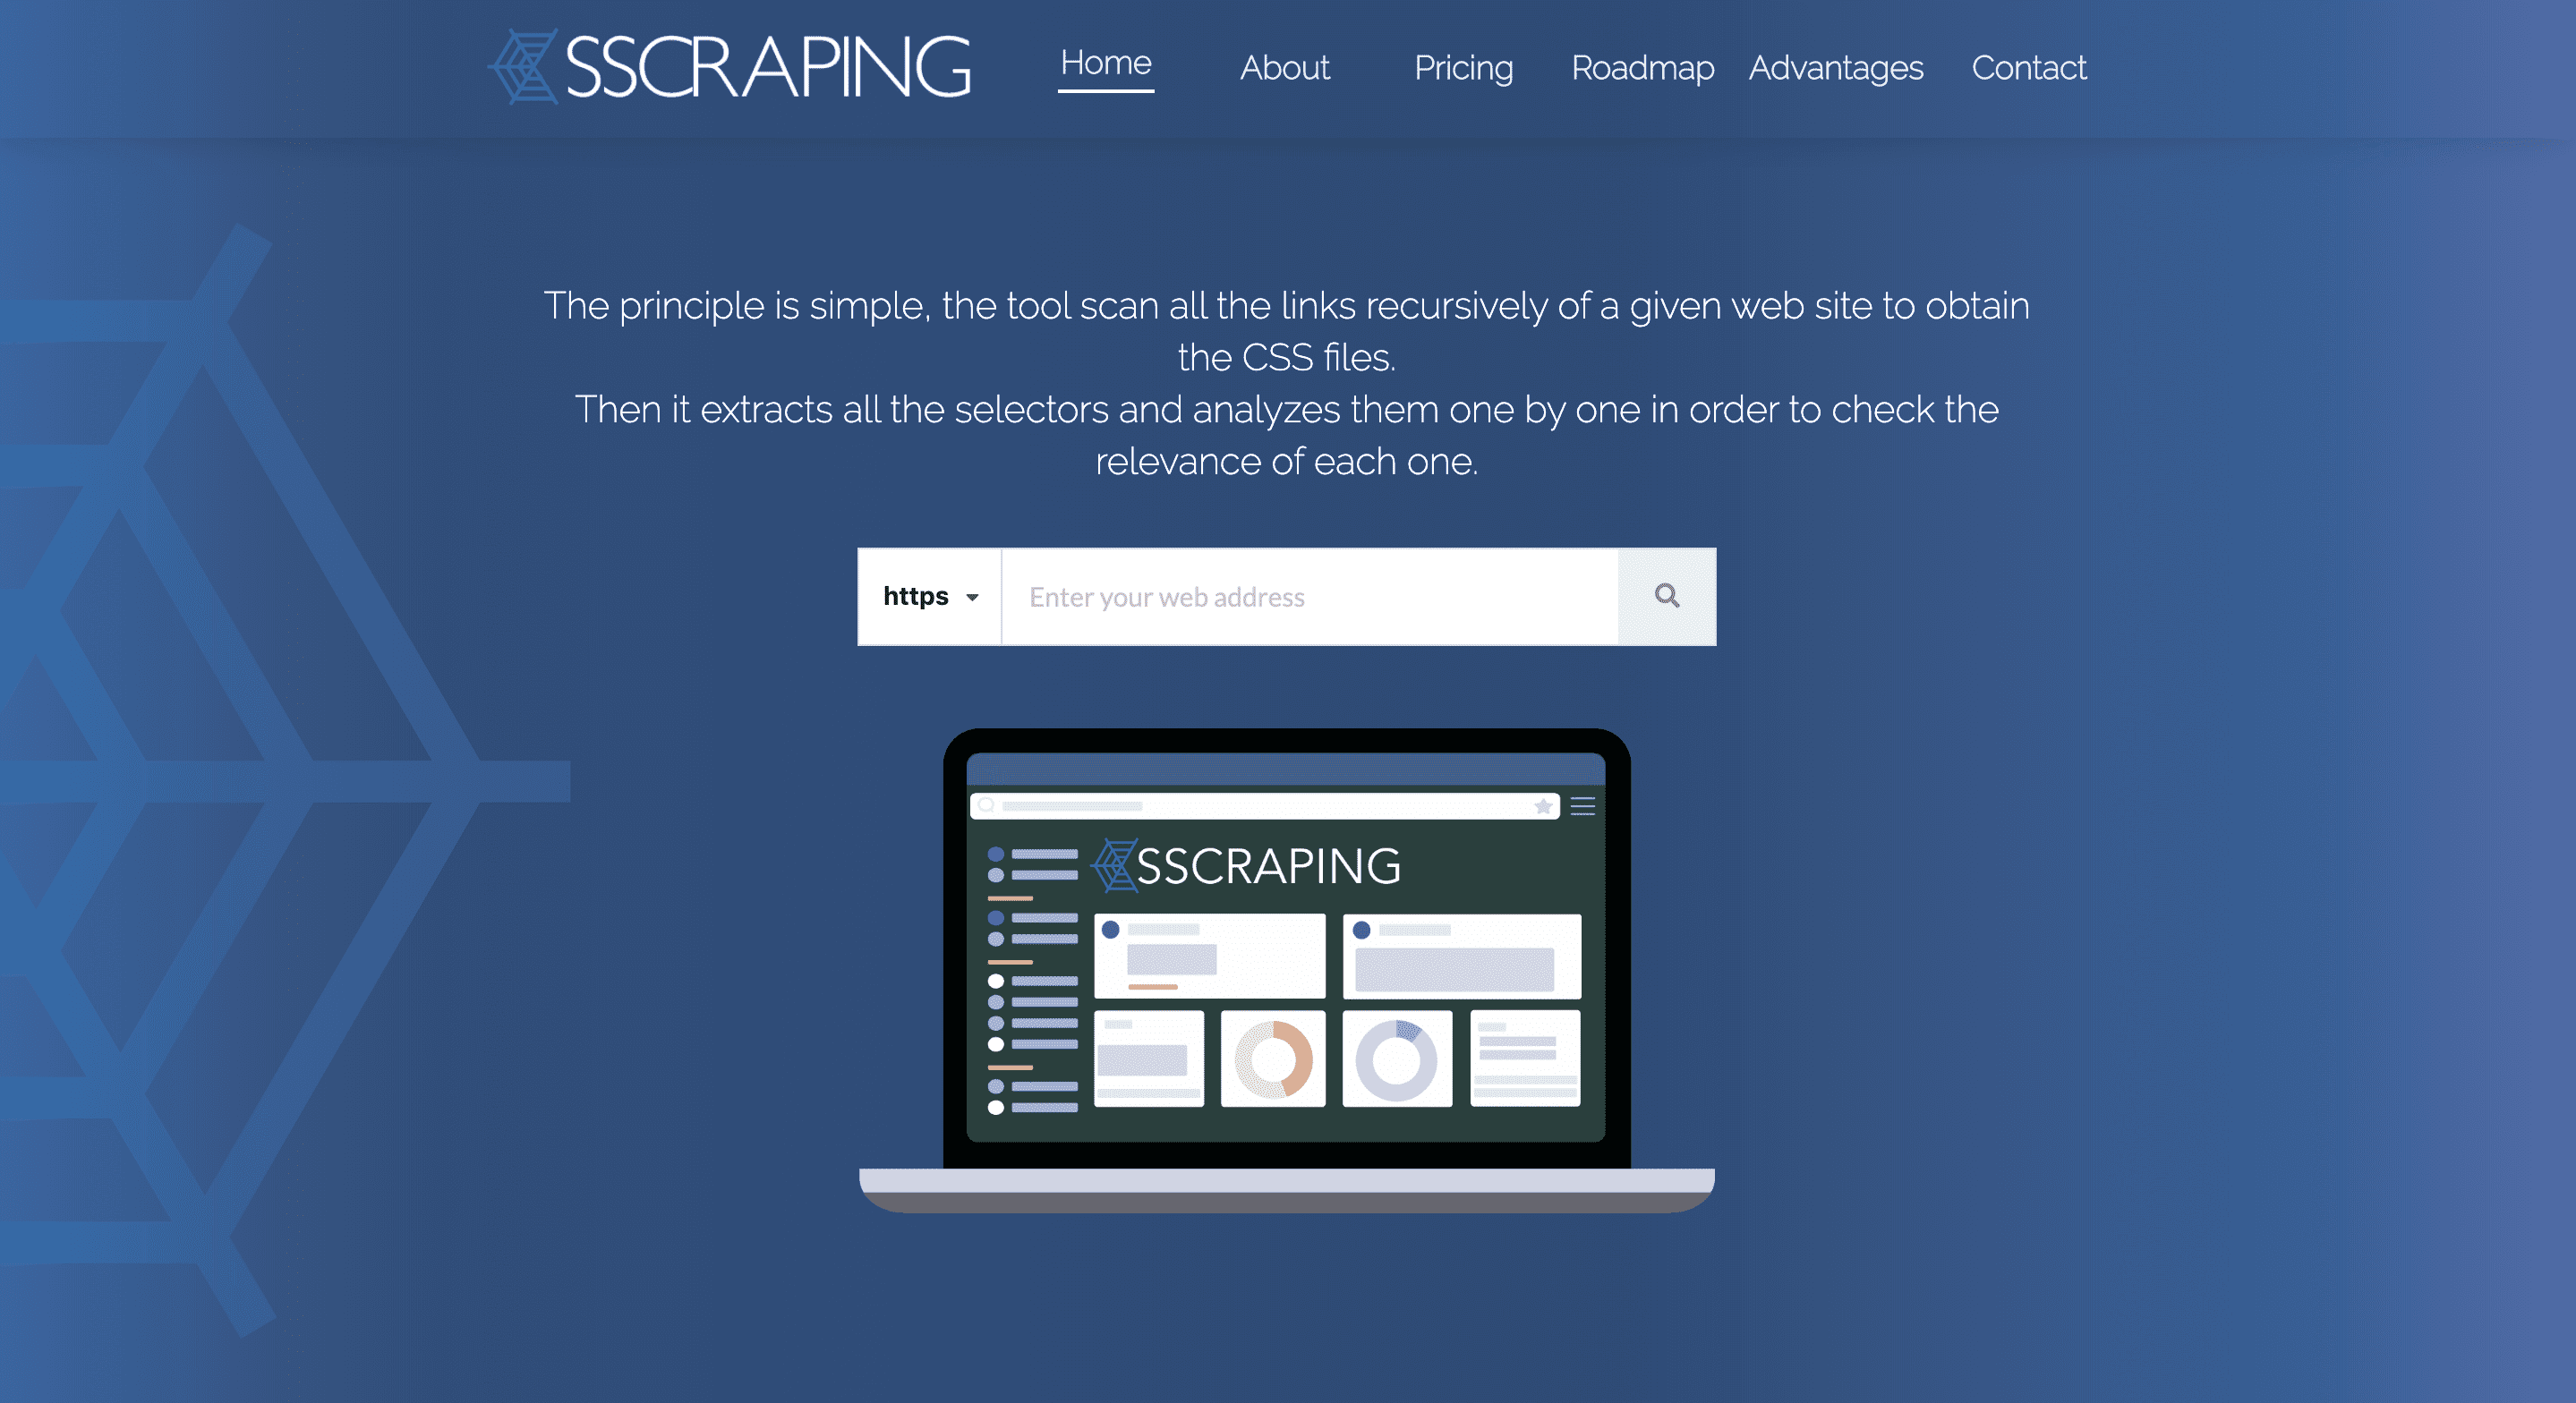 SSCRAPING
Home About Pricing Roadmap Advantages Contact
The principle is simple, the tool scan all the links recursively of a given web site to obtain
the CSS files.
Then it extracts all the selectors and analyzes them one by one in order to check the
relevance of each one.
https
Enter your web address
SSCRAPING